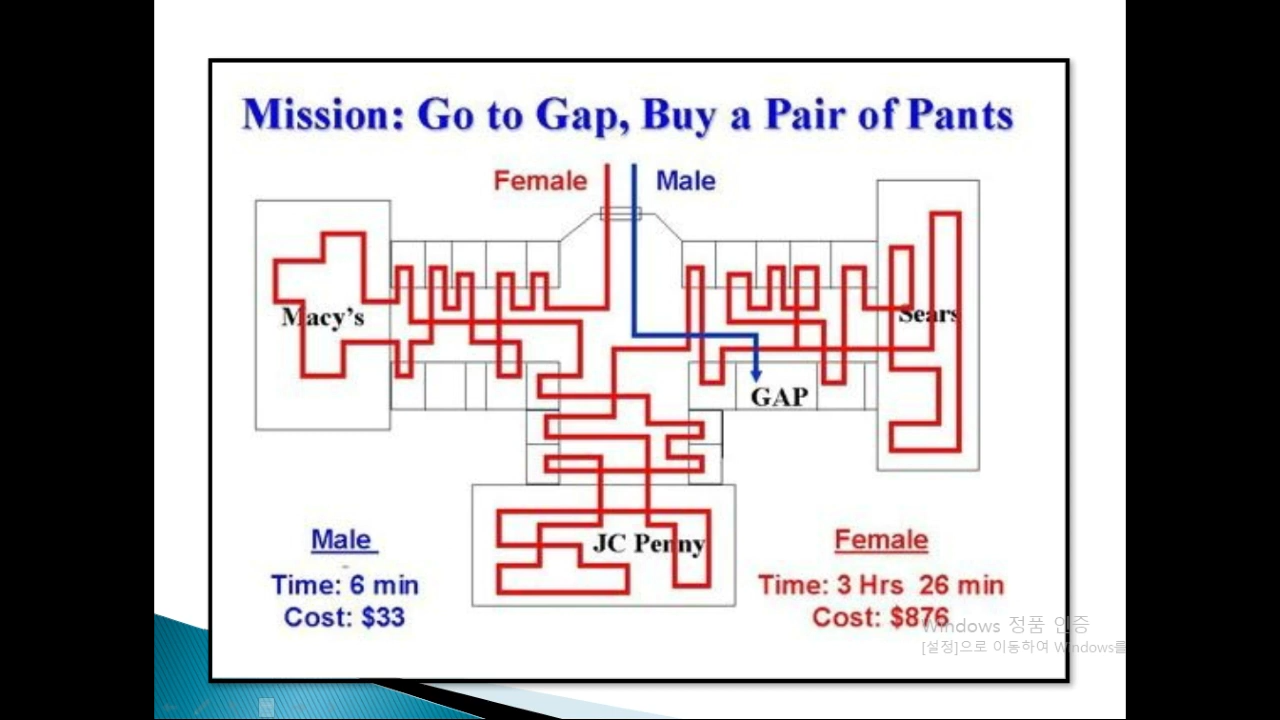 Mission: Go to Gap, Buy a Pair of Pants
Female
Male
Macy's
Sears
GAP
JC Penny
Male
Time: 6 min
Cost: $33
Female
Time: 3 Hrs 26 min
Cost: $876
Windows 정품 인증
[설정]으로 이동하여 Windows를